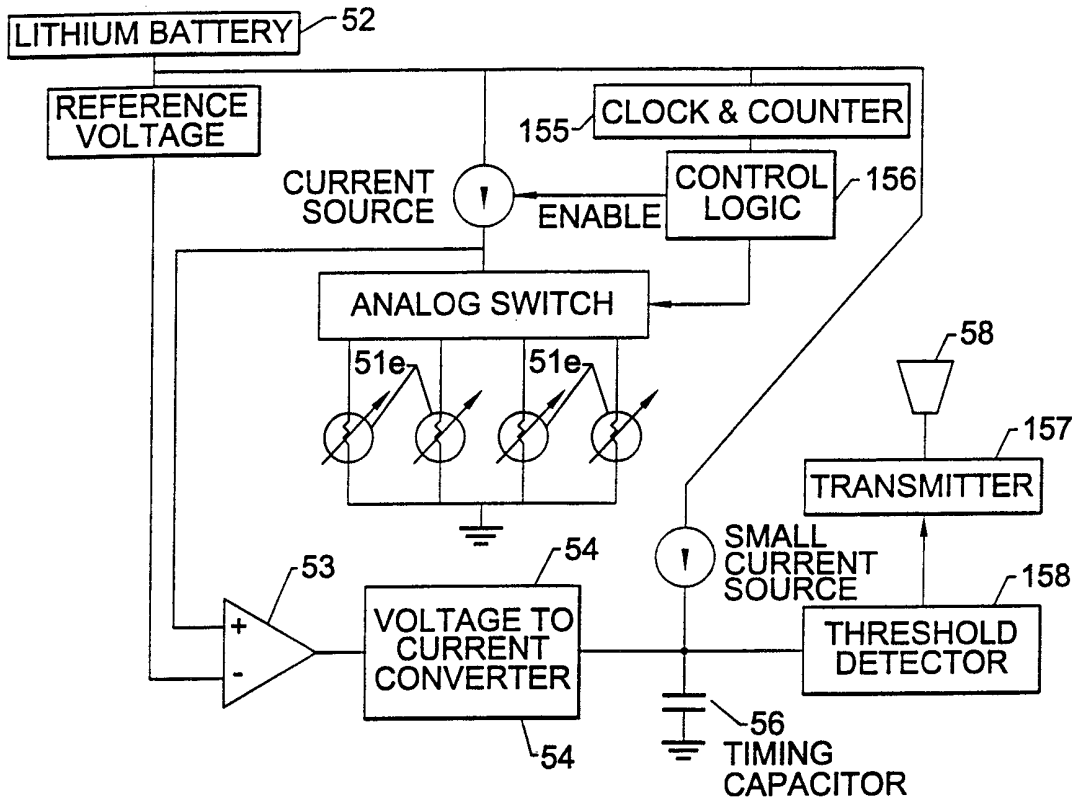 LITHIUM BATTERY
52
REFERENCE
VOLTAGE
CLOCK & COUNTER
155
CONTROL
LOGIC
156
CURRENT
SOURCE
ENABLE
ANALOG SWITCH
51e
51e
58
157
TRANSMITTER
SMALL
CURRENT
SOURCE
158
THRESHOLD
DETECTOR
53
+
-
54
VOLTAGE TO
CURRENT
CONVERTER
54
56
TIMING
CAPACITOR